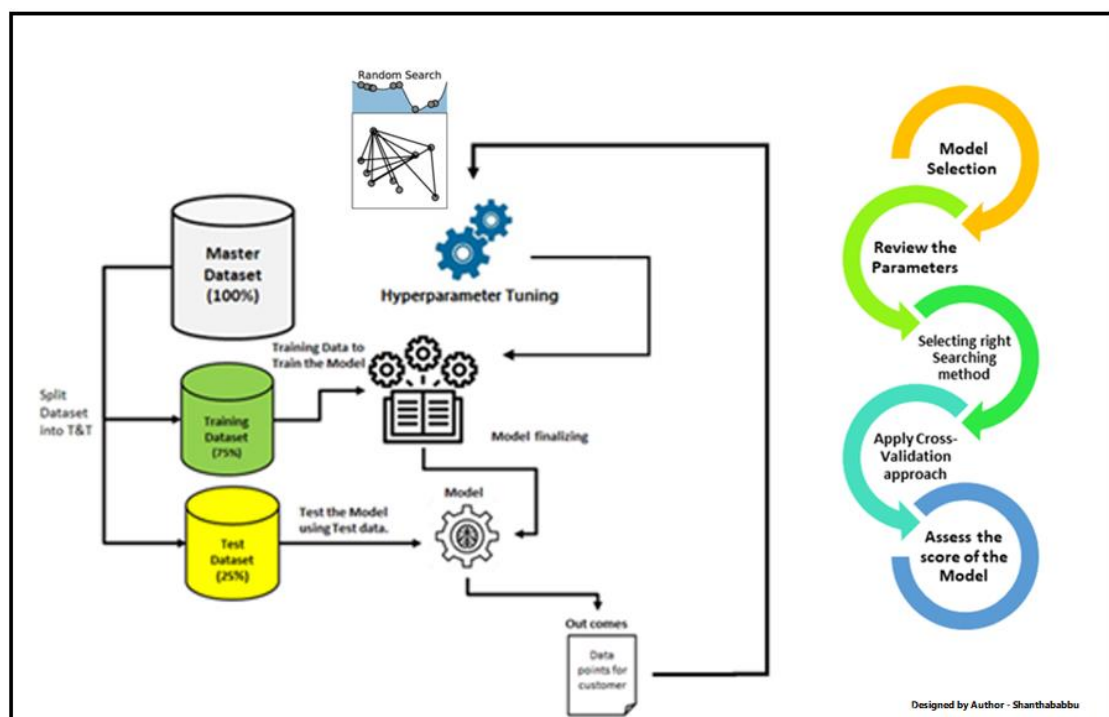 Random Search
Master
Dataset
(100%)
Hyperparameter Tuning
Training Data to
Train the Model
Split
Dataset
into T&T
Training
Dataset
(75%)
Model finalizing
Test the Model
using Test data.
Model
Test
Dataset
(25%)
Out comes
Data
points for
customer
Model
Selection
Review the
Parameters
Selecting right
Searching
method
Apply Cross-
Validation
approach
Assess the
score of the
Model
Designed by Author - Shanthababbu